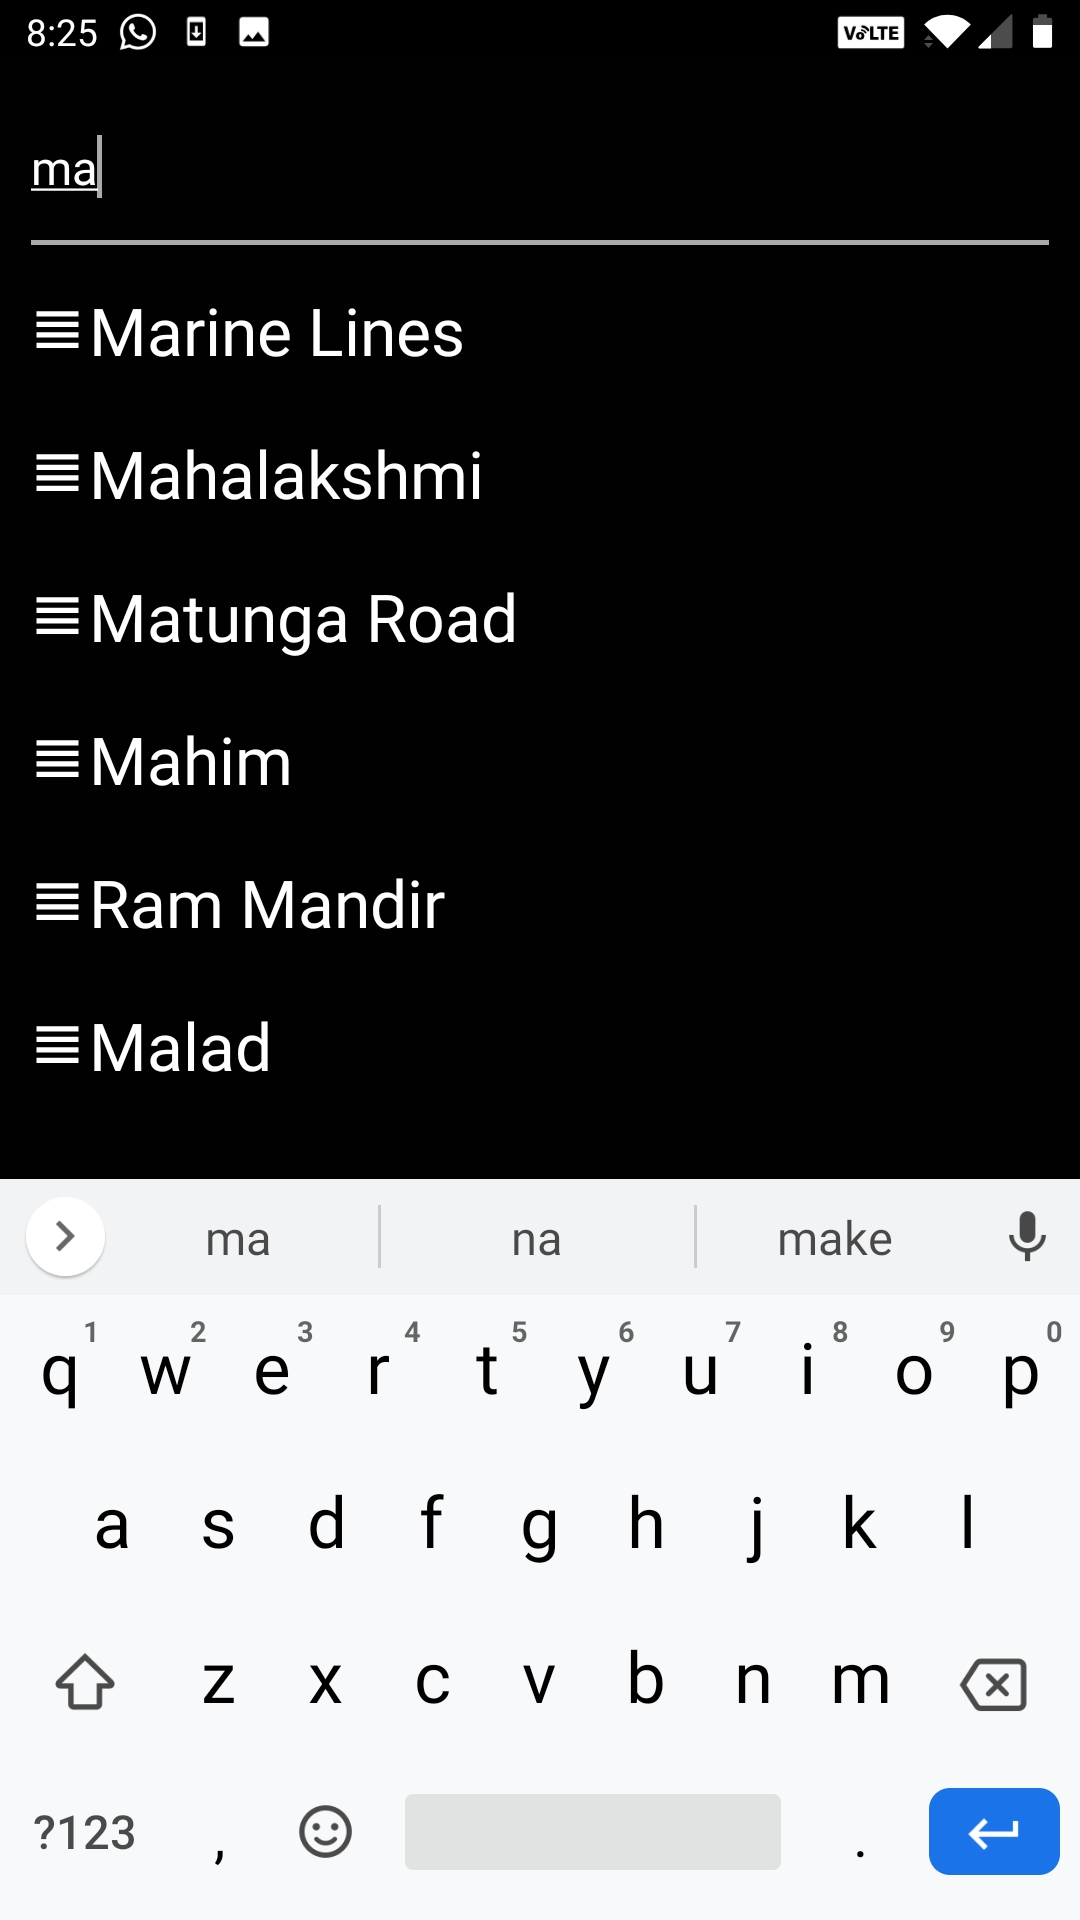 8:25 VoLTE
ma
Marine Lines
Mahalakshmi
Matunga Road
Mahim
Ram Mandir
Malad
ma na make
1 2 3 4 5 6 7 8 9 0
q w e r t y u i o p
a s d f g h j k l
z x c v b n m
?123 , .